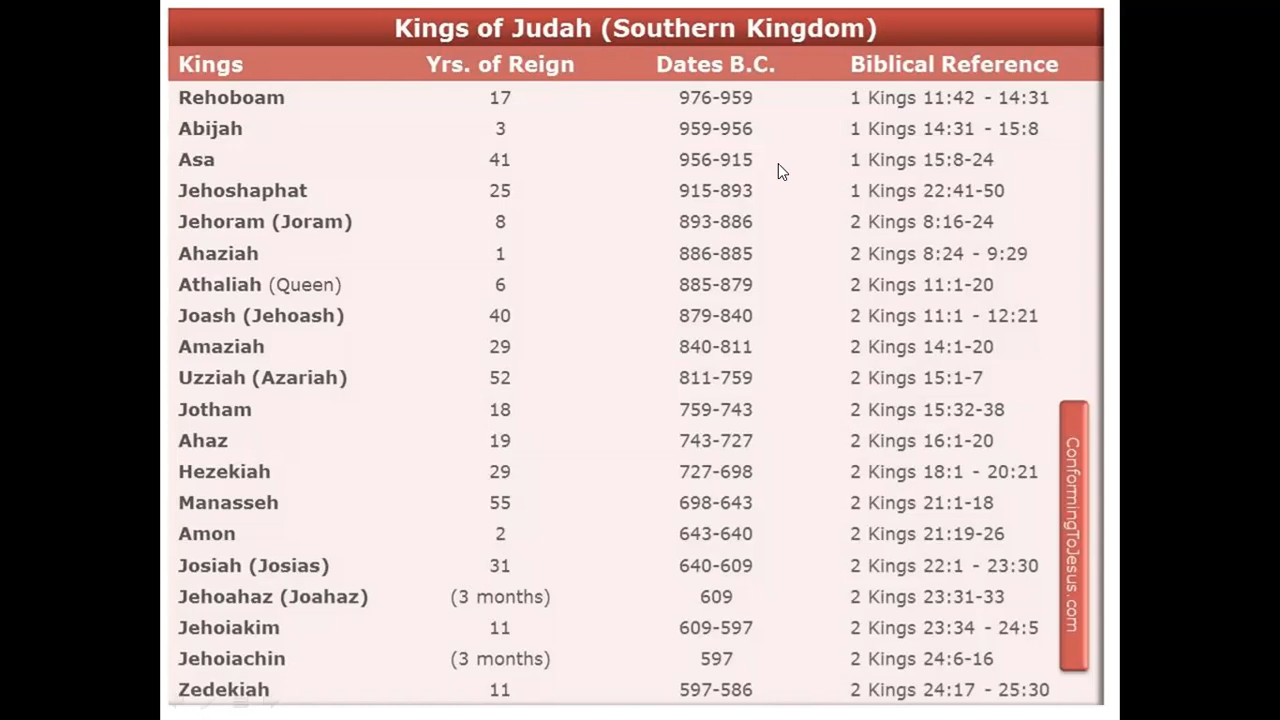 Kings of Judah (Southern Kingdom)
Kings Yrs. of Reign Dates B.C. Biblical Reference
Rehoboam 17 976-959 1 Kings 11:42 - 14:31
Abijah 3 959-956 1 Kings 14:31 - 15:8
Asa 41 956-915 1 Kings 15:8-24
Jehoshaphat 25 915-893 1 Kings 22:41-50
Jehoram (Joram) 8 893-886 2 Kings 8:16-24
Ahaziah 1 886-885 2 Kings 8:24 - 9:29
Athaliah (Queen) 6 885-879 2 Kings 11:1-20
Joash (Jehoash) 40 879-840 2 Kings 11:1 - 12:21
Amaziah 29 840-811 2 Kings 14:1-20
Uzziah (Azariah) 52 811-759 2 Kings 15:1-7
Jotham 18 759-743 2 Kings 15:32-38
Ahaz 19 743-727 2 Kings 16:1-20
Hezekiah 29 727-698 2 Kings 18:1 - 20:21
Manasseh 55 698-643 2 Kings 21:1-18
Amon 2 643-640 2 Kings 21:19-26
Josiah (Josias) 31 640-609 2 Kings 22:1 - 23:30
Jehoahaz (Joahaz) (3 months) 609 2 Kings 23:31-33
Jehoiakim 11 609-597 2 Kings 23:34 - 24:5
Jehoiachin (3 months) 597 2 Kings 24:6-16
Zedekiah 11 597-586 2 Kings 24:17 - 25:30
ConformingToJesus.com